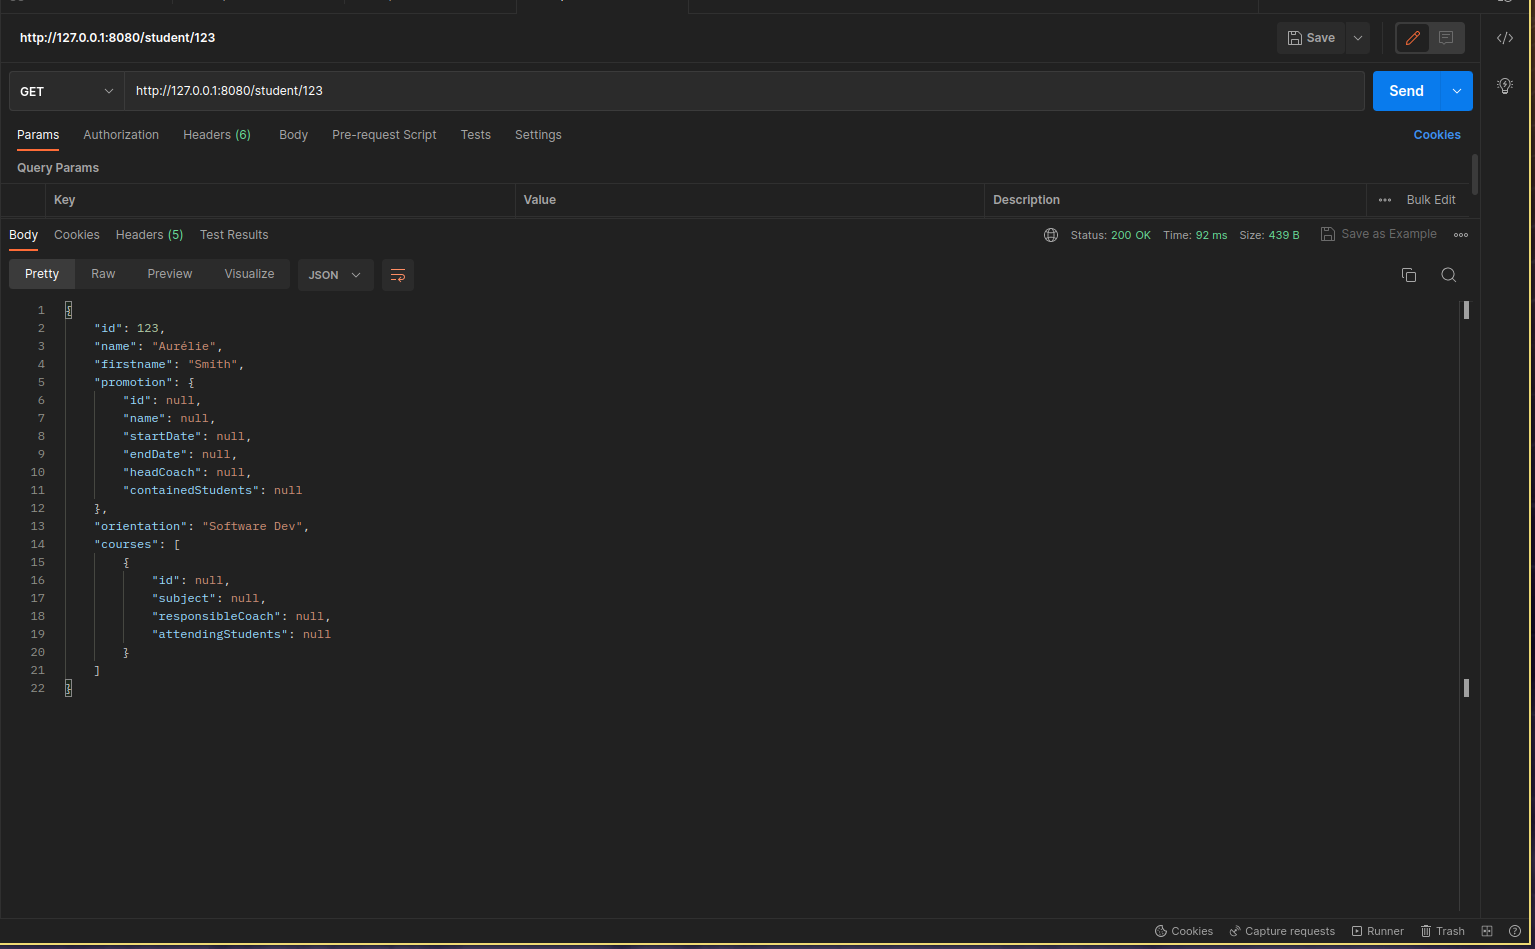 http://127.0.0.1:8080/student/123
Save
GET
http://127.0.0.1:8080/student/123
Send
Params Authorization Headers (6) Body Pre-request Script Tests Settings Cookies
Query Params
Key Value Description Bulk Edit
Body Cookies Headers (5) Test Results Status: 200 OK Time: 92 ms Size: 439 B Save as Example
Pretty Raw Preview Visualize JSON
1 {
2 "id": 123,
3 "name": "Aurélie",
4 "firstname": "Smith",
5 "promotion": {
6 "id": null,
7 "name": null,
8 "startDate": null,
9 "endDate": null,
10 "headCoach": null,
11 "containedStudents": null
12 },
13 "orientation": "Software Dev",
14 "courses": [
15 {
16 "id": null,
17 "subject": null,
18 "responsibleCoach": null,
19 "attendingStudents": null
20 }
21 ]
22 }
Cookies Capture requests Runner Trash